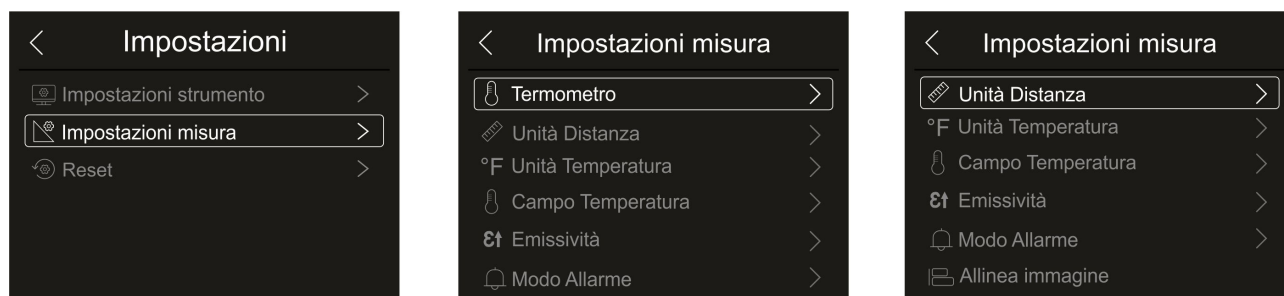 Impostazioni
Impostazioni strumento
Impostazioni misura
Reset
Impostazioni misura
Termometro
Unità Distanza
°F Unità Temperatura
Campo Temperatura
ε↑ Emissività
Modo Allarme
Impostazioni misura
Unità Distanza
°F Unità Temperatura
Campo Temperatura
ε↑ Emissività
Modo Allarme
Allinea immagine